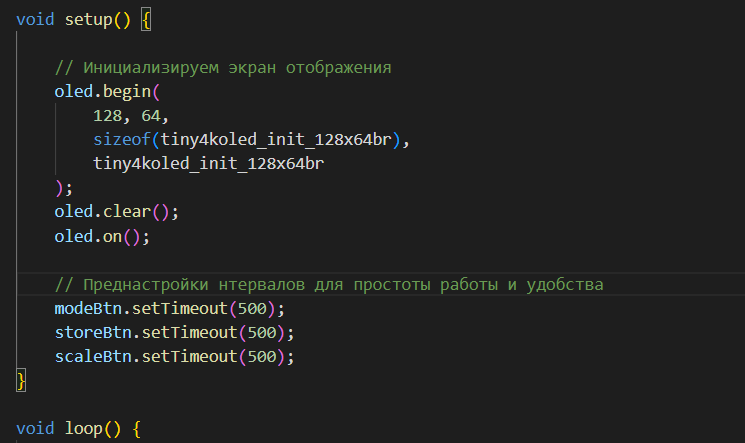 void setup() {
// Инициализируем экран отображения
oled.begin(
128, 64,
sizeof(tiny4koled_init_128x64br),
tiny4koled_init_128x64br
);
oled.clear();
oled.on();
// Преднастройки нтервалов для простоты работы и удобства
modeBtn.setTimeout(500);
storeBtn.setTimeout(500);
scaleBtn.setTimeout(500);
}
void loop() {